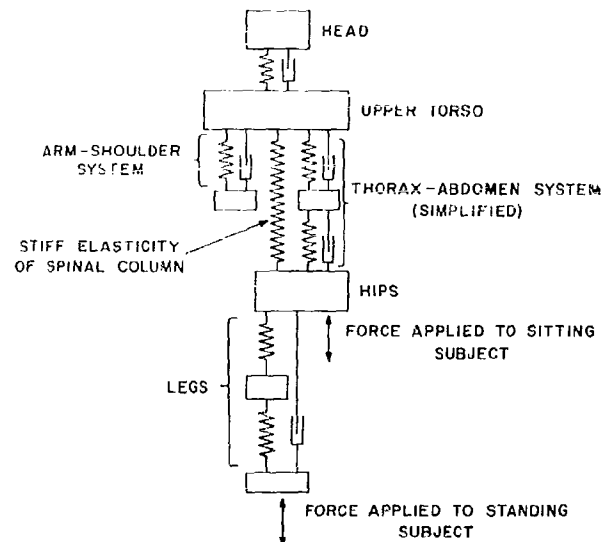 HEAD
UPPER TORSO
ARM-SHOULDER
SYSTEM
THORAX-ABDOMEN SYSTEM
(SIMPLIFIED)
STIFF ELASTICITY
OF SPINAL COLUMN
HIPS
FORCE APPLIED TO SITTING
SUBJECT
LEGS
FORCE APPLIED TO STANDING
SUBJECT